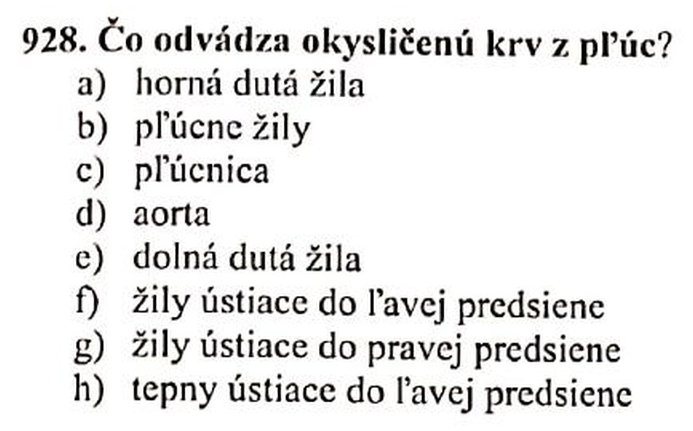 928. Čo odvádza okysličenú krv z pľúc?
a) horná dutá žila
b) pľúcne žily
c) pľúcnica
d) aorta
e) dolná dutá žila
f) žily ústiace do ľavej predsiene
g) žily ústiace do pravej predsiene
h) tepny ústiace do ľavej predsiene